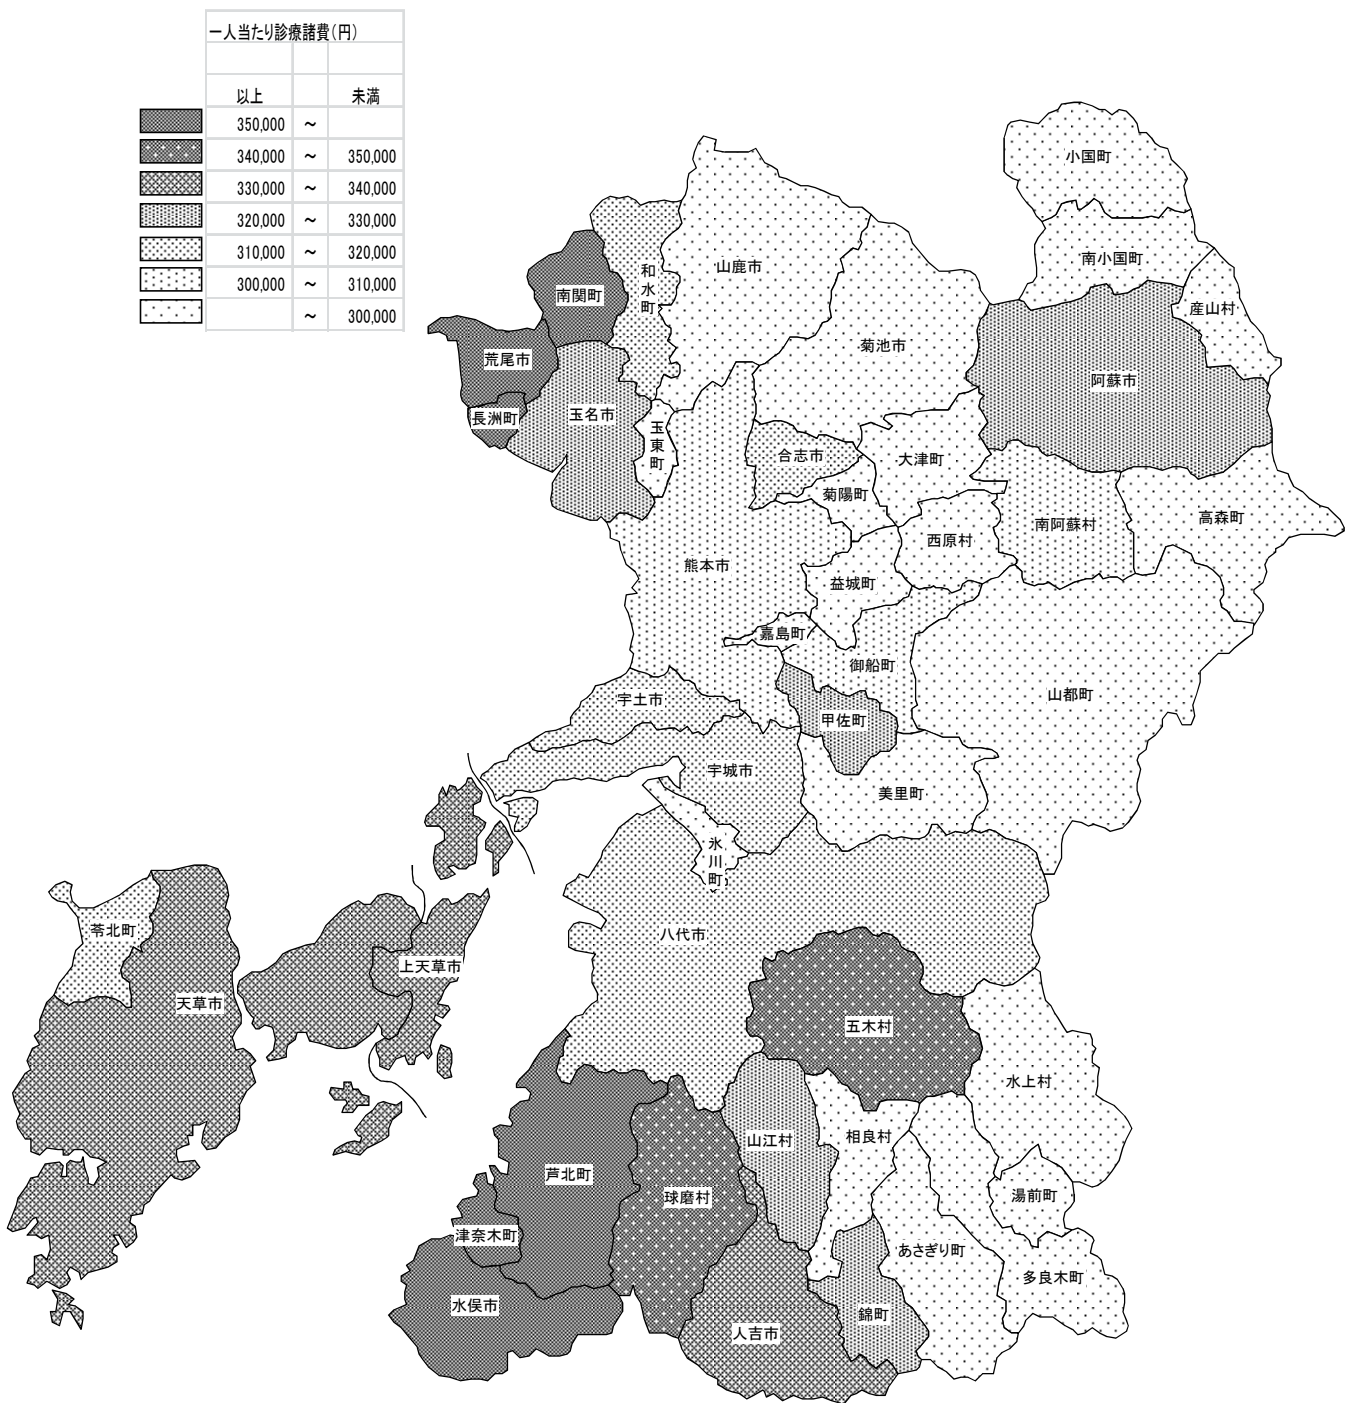 一人当たり診療諸費(円)
以上 未満
350,000 ～
340,000 ～ 350,000
330,000 ～ 340,000
320,000 ～ 330,000
310,000 ～ 320,000
300,000 ～ 310,000
～ 300,000
小国町
南小国町
産山村
山鹿市
和水町
南関町
菊池市
荒尾市
阿蘇市
長洲町
玉名市
玉東町
合志市
大津町
菊陽町
高森町
南阿蘇村
西原村
熊本市
益城町
嘉島町
御船町
山都町
宇土市
甲佐町
宇城市
美里町
氷川町
苓北町
八代市
上天草市
天草市
五木村
水上村
山江村
相良村
芦北町
球磨村
湯前町
津奈木町
あさぎり町
多良木町
水俣市
錦町
人吉市